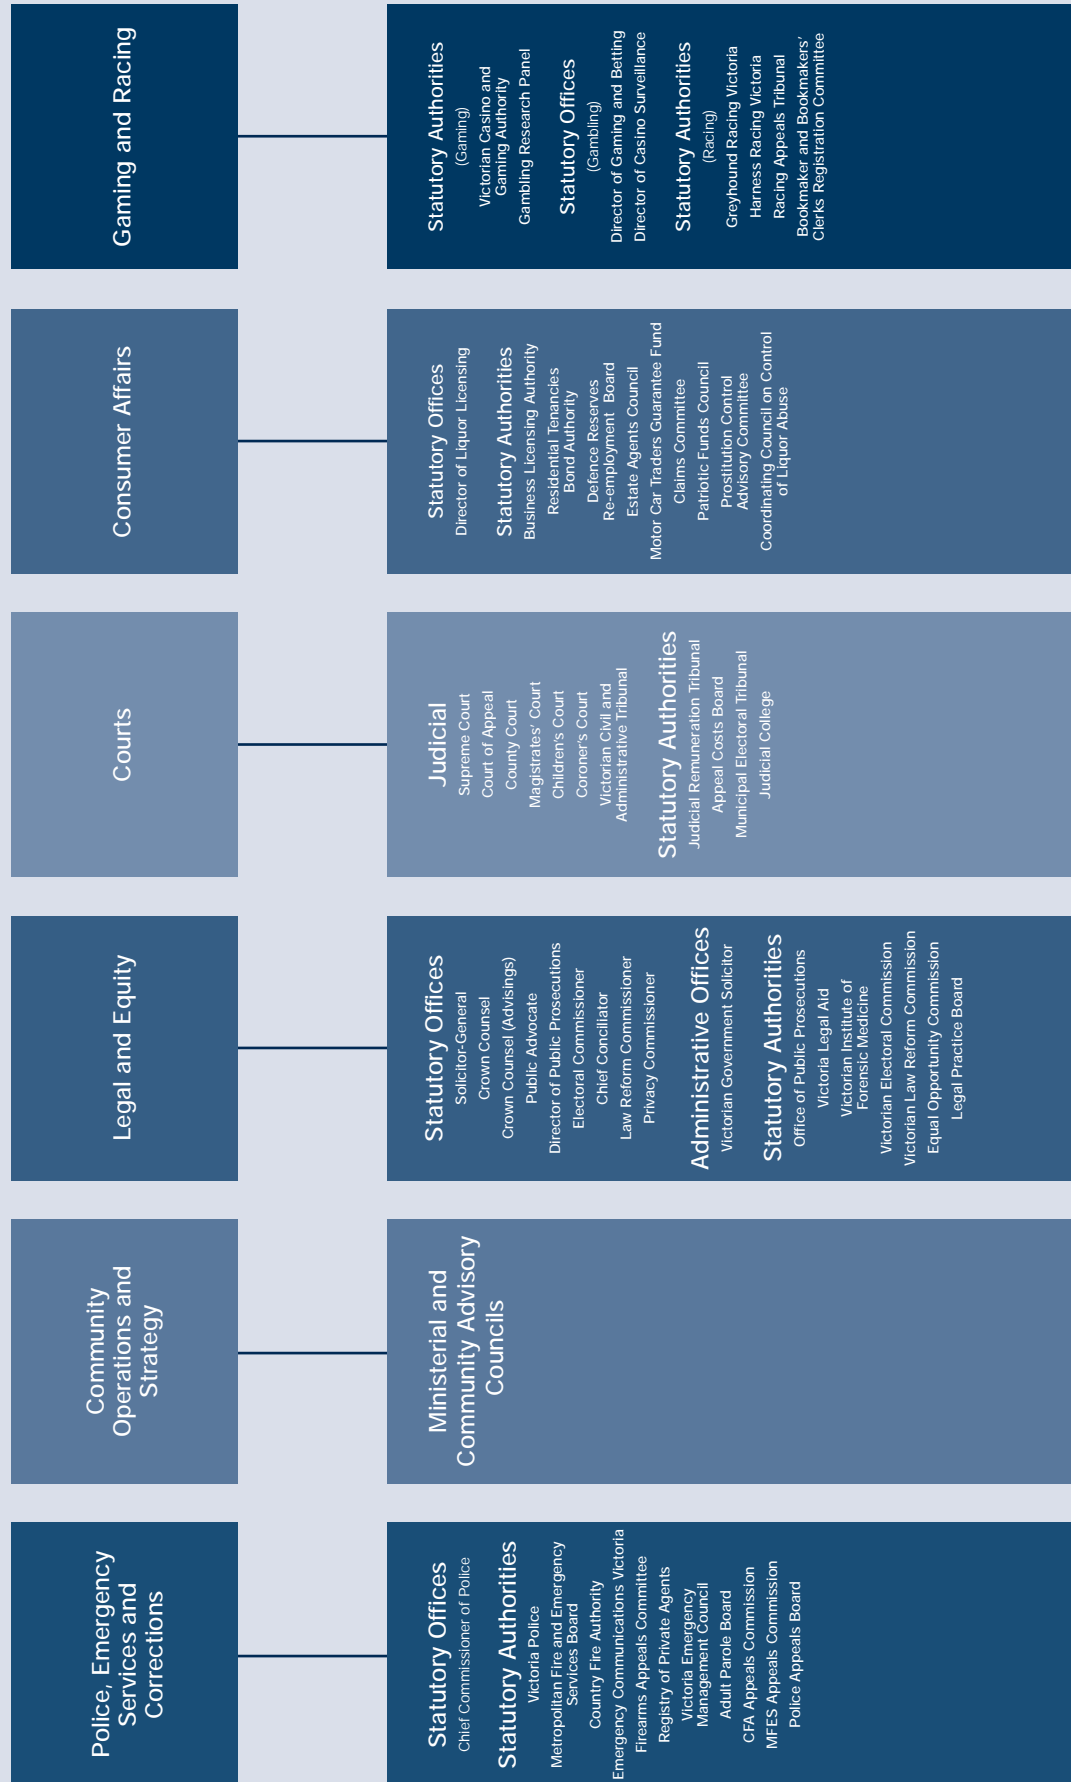 Police, Emergency
Services and
Corrections
Statutory Offices
Chief Commissioner of Police
Statutory Authorities
Victoria Police
Metropolitan Fire and Emergency
Services Board
Country Fire Authority
Emergency Communications Victoria
Firearms Appeals Committee
Registry of Private Agents
Victoria Emergency
Management Council
Adult Parole Board
CFA Appeals Commission
MFES Appeals Commission
Police Appeals Board
Community
Operations and
Strategy
Ministerial and
Community Advisory
Councils
Legal and Equity
Statutory Offices
Solicitor-General
Crown Counsel
Crown Counsel (Advisings)
Public Advocate
Director of Public Prosecutions
Electoral Commissioner
Chief Conciliator
Law Reform Commissioner
Privacy Commissioner
Administrative Offices
Victorian Government Solicitor
Statutory Authorities
Office of Public Prosecutions
Victoria Legal Aid
Victorian Institute of
Forensic Medicine
Victorian Electoral Commission
Victorian Law Reform Commission
Equal Opportunity Commission
Legal Practice Board
Courts
Judicial
Supreme Court
Court of Appeal
County Court
Magistrates' Court
Children's Court
Coroner's Court
Victorian Civil and
Administrative Tribunal
Statutory Authorities
Judicial Remuneration Tribunal
Appeal Costs Board
Municipal Electoral Tribunal
Judicial College
Consumer Affairs
Statutory Offices
Director of Liquor Licensing
Statutory Authorities
Business Licensing Authority
Residential Tenancies
Bond Authority
Defence Reserves
Re-employment Board
Estate Agents Council
Motor Car Traders Guarantee Fund
Claims Committee
Patriotic Funds Council
Prostitution Control
Advisory Committee
Coordinating Council on Control
of Liquor Abuse
Gaming and Racing
Statutory Authorities
(Gaming)
Victorian Casino and
Gaming Authority
Gambling Research Panel
Statutory Offices
(Gambling)
Director of Gaming and Betting
Director of Casino Surveillance
Statutory Authorities
(Racing)
Greyhound Racing Victoria
Harness Racing Victoria
Racing Appeals Tribunal
Bookmaker and Bookmakers'
Clerks Registration Committee